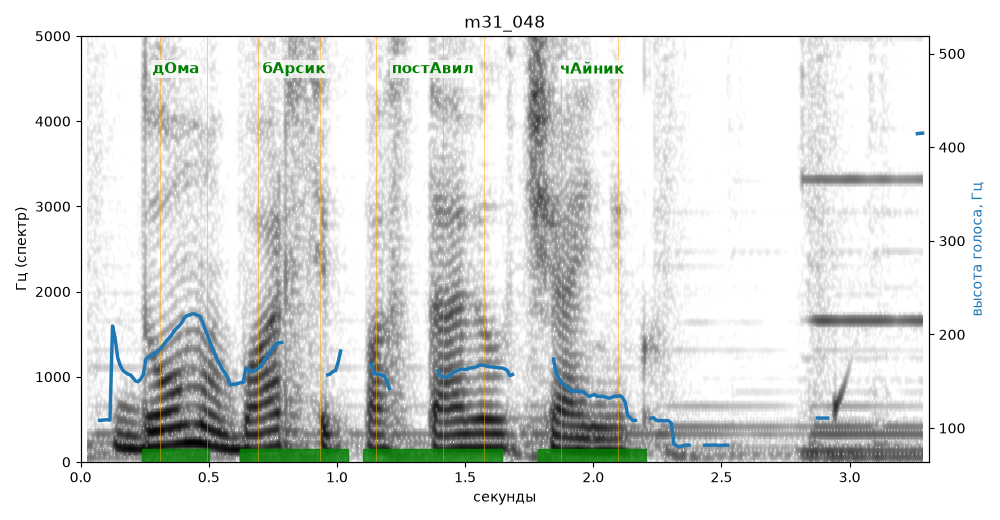 m31_048
5000
4000
3000
2000
1000
0
Гц (спектр)
дОма бАрсик постАвил чАйник
500
400
300
200
100
высота голоса, Гц
0.0 0.5 1.0 1.5 2.0 2.5 3.0
секунды